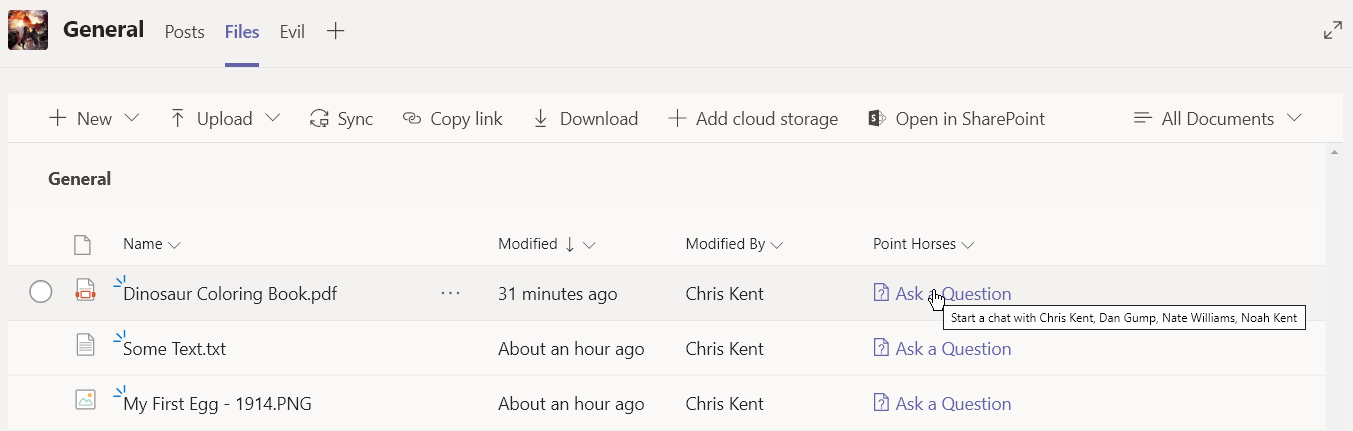 General Posts Files Evil
New Upload Sync Copy link Download Add cloud storage Open in SharePoint All Documents
General
Name Modified Modified By Point Horses
Dinosaur Coloring Book.pdf ... 31 minutes ago Chris Kent Ask a Question
Start a chat with Chris Kent, Dan Gump, Nate Williams, Noah Kent
Some Text.txt About an hour ago Chris Kent Ask a Question
My First Egg - 1914.PNG About an hour ago Chris Kent Ask a Question